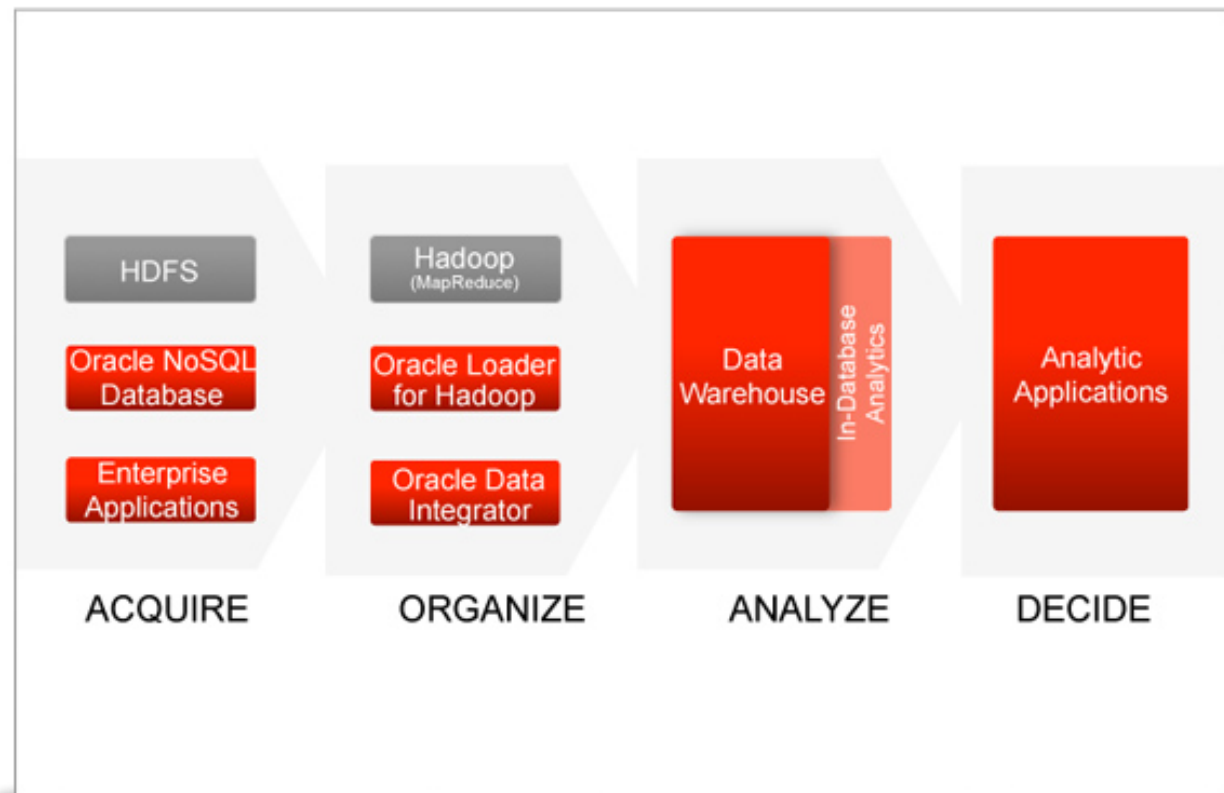 HDFS
Oracle NoSQL
Database
Enterprise
Applications
ACQUIRE
Hadoop
(MapReduce)
Oracle Loader
for Hadoop
Oracle Data
Integrator
ORGANIZE
Data
Warehouse
In-Database
Analytics
ANALYZE
Analytic
Applications
DECIDE